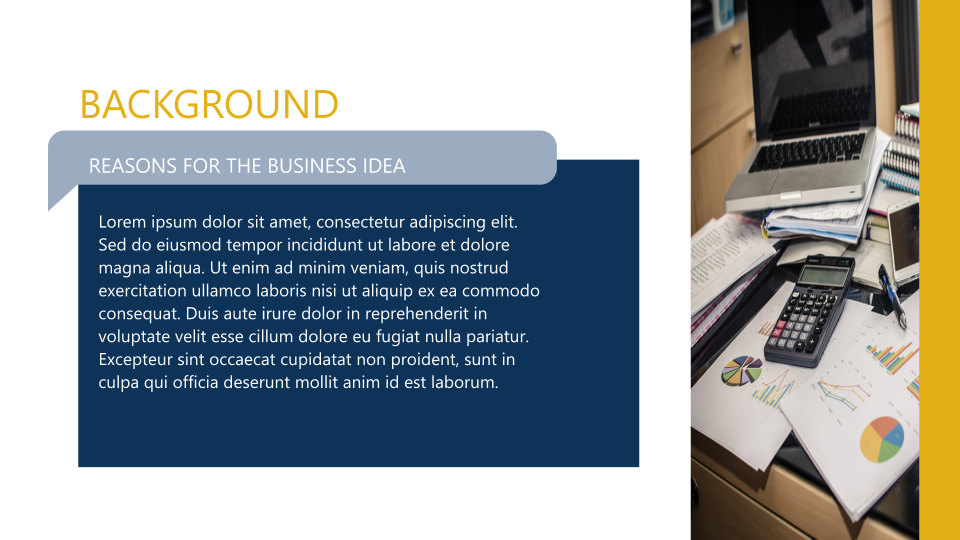 BACKGROUND
REASONS FOR THE BUSINESS IDEA
Lorem ipsum dolor sit amet, consectetur adipiscing elit.
Sed do eiusmod tempor incididunt ut labore et dolore
magna aliqua. Ut enim ad minim veniam, quis nostrud
exercitation ullamco laboris nisi ut aliquip ex ea commodo
consequat. Duis aute irure dolor in reprehenderit in
voluptate velit esse cillum dolore eu fugiat nulla pariatur.
Excepteur sint occaecat cupidatat non proident, sunt in
culpa qui officia deserunt mollit anim id est laborum.